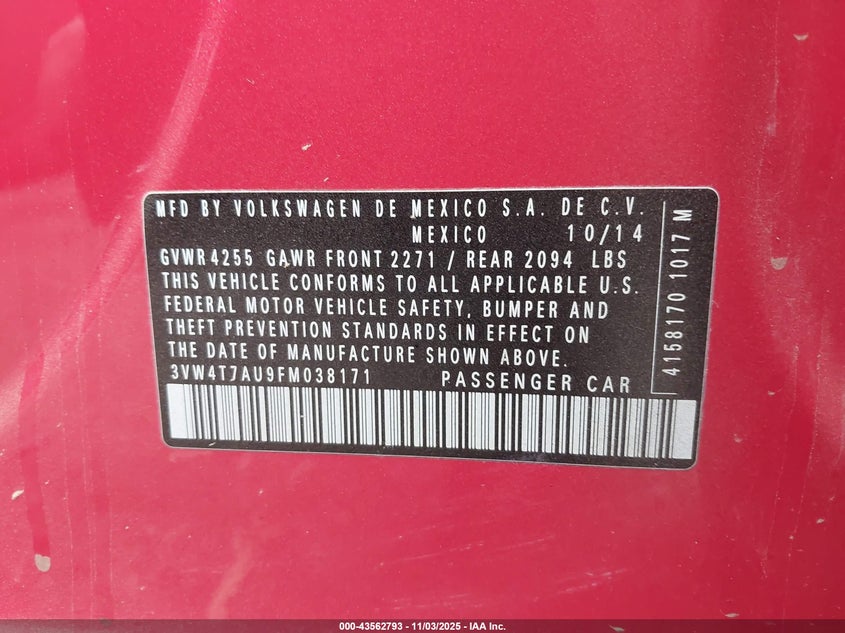 MFD BY VOLKSWAGEN DE MEXICO S.A. DE C.V.
MEXICO 10/14
GVWR 4255 GAWR FRONT 2271 / REAR 2094 LBS
THIS VEHICLE CONFORMS TO ALL APPLICABLE U.S.
FEDERAL MOTOR VEHICLE SAFETY, BUMPER AND
THEFT PREVENTION STANDARDS IN EFFECT ON
THE DATE OF MANUFACTURE SHOWN ABOVE.
3VW4T7AU9FM038171 PASSENGER CAR
4158170 1017 M
000-43562793 - 11/03/2025 - IAA Inc.